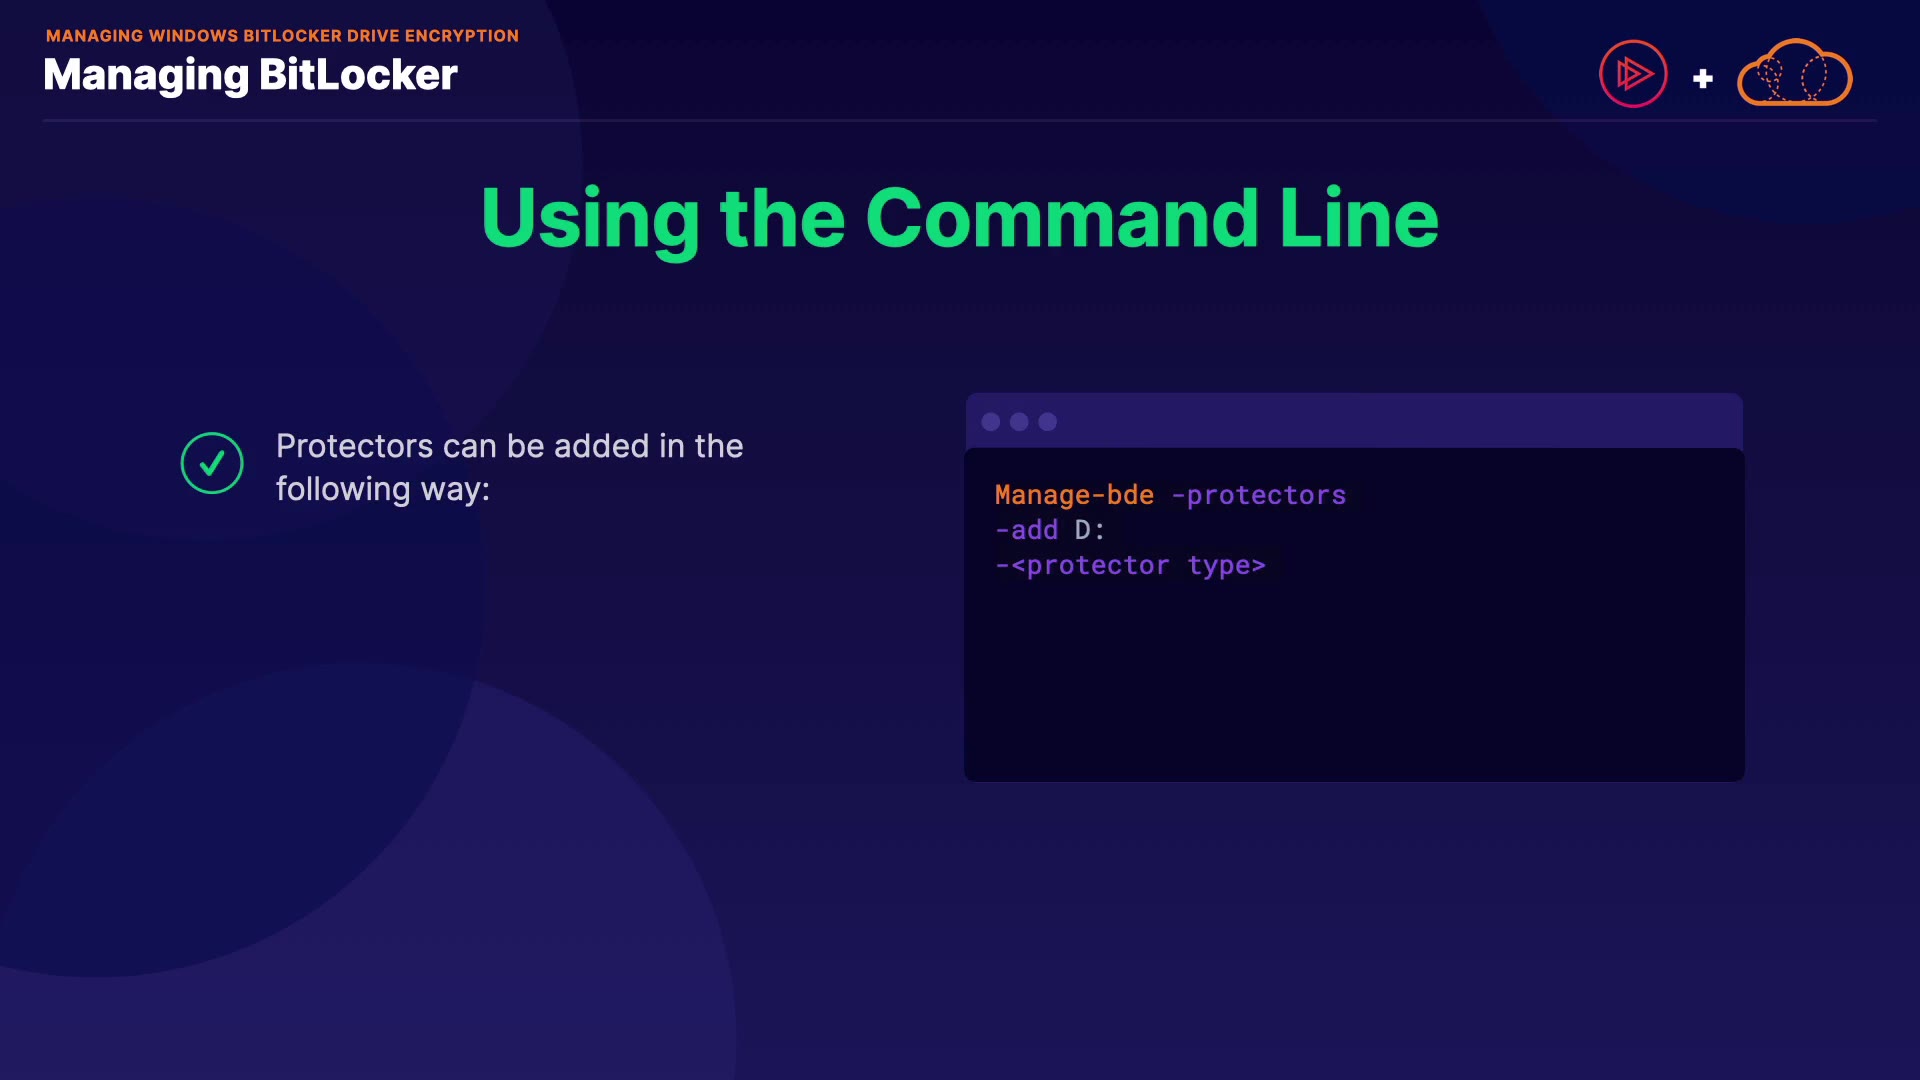 MANAGING WINDOWS BITLOCKER DRIVE ENCRYPTION
Managing BitLocker
Using the Command Line
Protectors can be added in the
following way:
Manage-bde -protectors
-add D:
-<protector type>